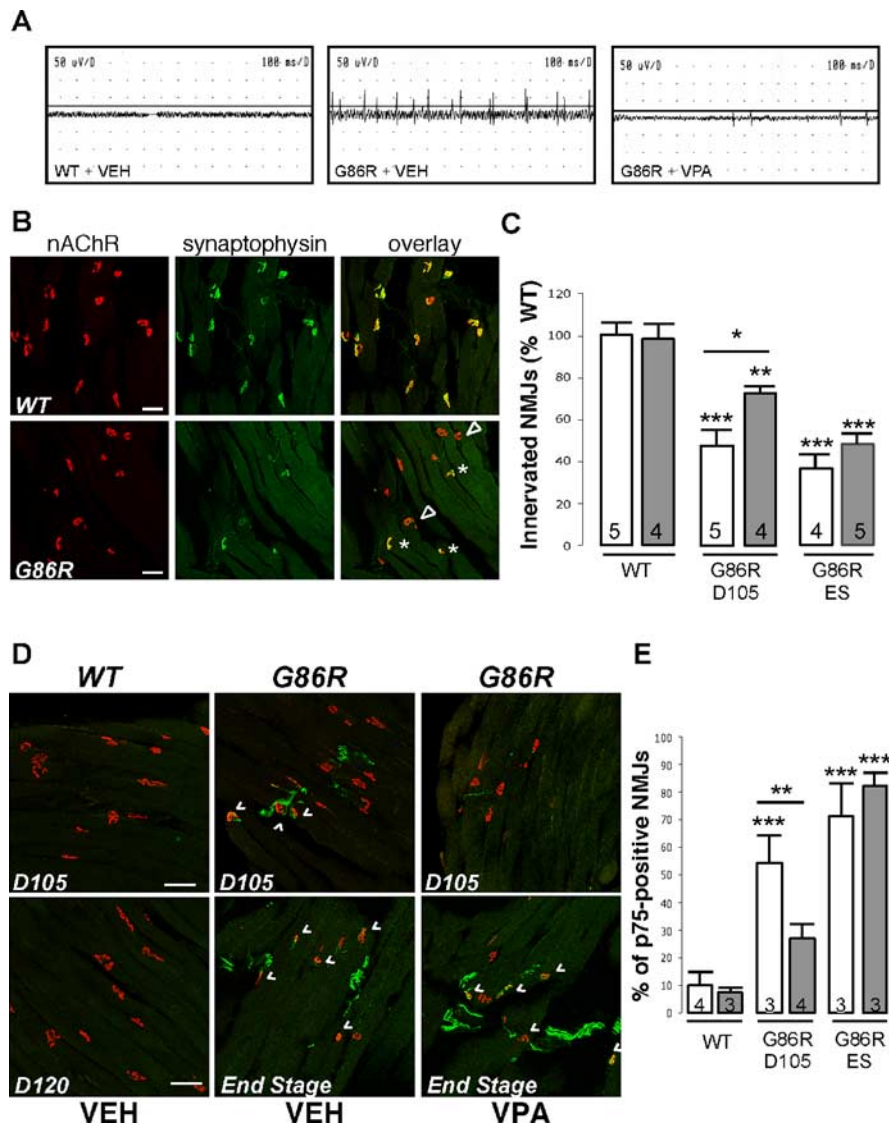 A
50 uV/D 100 ms/D
WT + VEH
50 uV/D 100 ms/D
G86R + VEH
50 uV/D 100 ms/D
G86R + VPA
B
nAChR synaptophysin overlay
WT
G86R
*
*
*
C
Innervated NMJs (% WT)
120
100
80
60
40
20
0
*
*** **
*** ***
5 4 5 4 4 5
WT G86R D105 G86R ES
D
WT G86R G86R
D105 D105 D105
D120 End Stage End Stage
VEH VEH VPA
E
% of p75-positive NMJs
100
90
80
70
60
50
40
30
20
10
0
**
***
*** ***
4 3 3 4 3 3
WT G86R D105 G86R ES